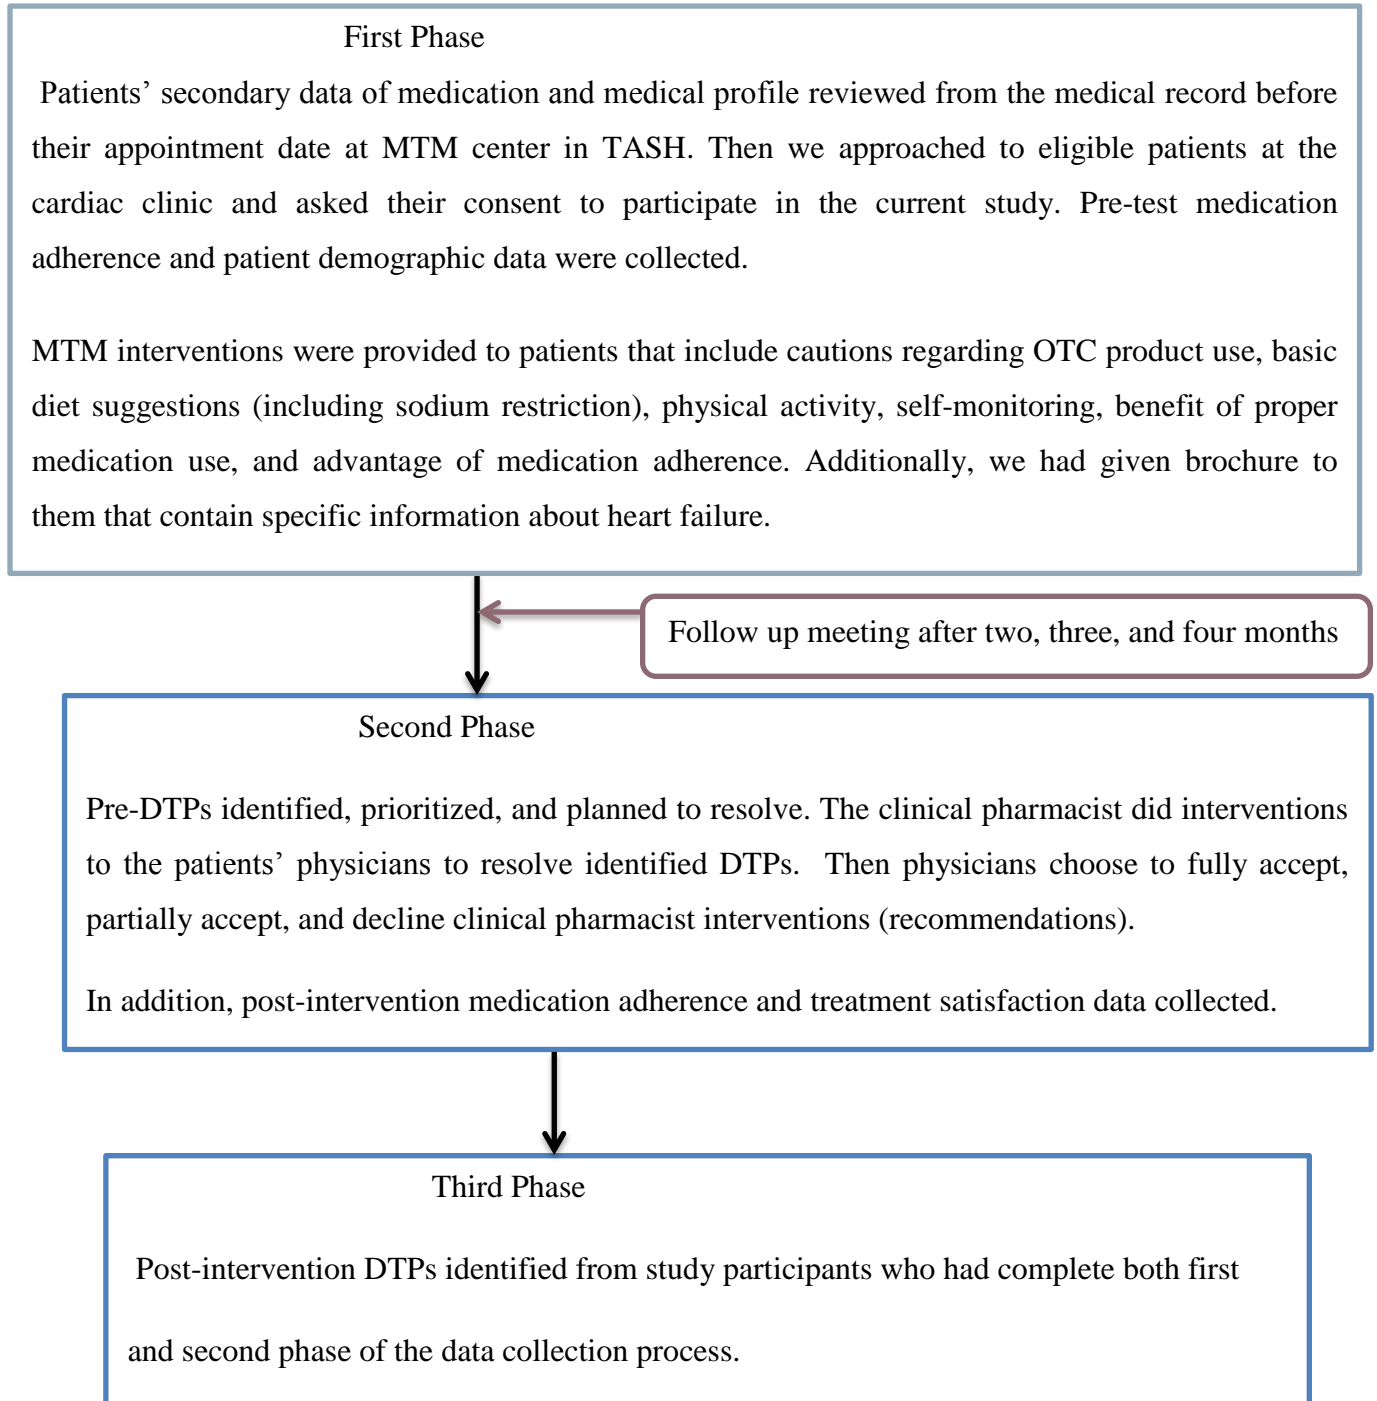 First Phase
Patients’ secondary data of medication and medical profile reviewed from the medical record before
their appointment date at MTM center in TASH. Then we approached to eligible patients at the
cardiac clinic and asked their consent to participate in the current study. Pre-test medication
adherence and patient demographic data were collected.
MTM interventions were provided to patients that include cautions regarding OTC product use, basic
diet suggestions (including sodium restriction), physical activity, self-monitoring, benefit of proper
medication use, and advantage of medication adherence. Additionally, we had given brochure to
them that contain specific information about heart failure.
Follow up meeting after two, three, and four months
Second Phase
Pre-DTPs identified, prioritized, and planned to resolve. The clinical pharmacist did interventions
to the patients’ physicians to resolve identified DTPs. Then physicians choose to fully accept,
partially accept, and decline clinical pharmacist interventions (recommendations).
In addition, post-intervention medication adherence and treatment satisfaction data collected.
Third Phase
Post-intervention DTPs identified from study participants who had complete both first
and second phase of the data collection process.